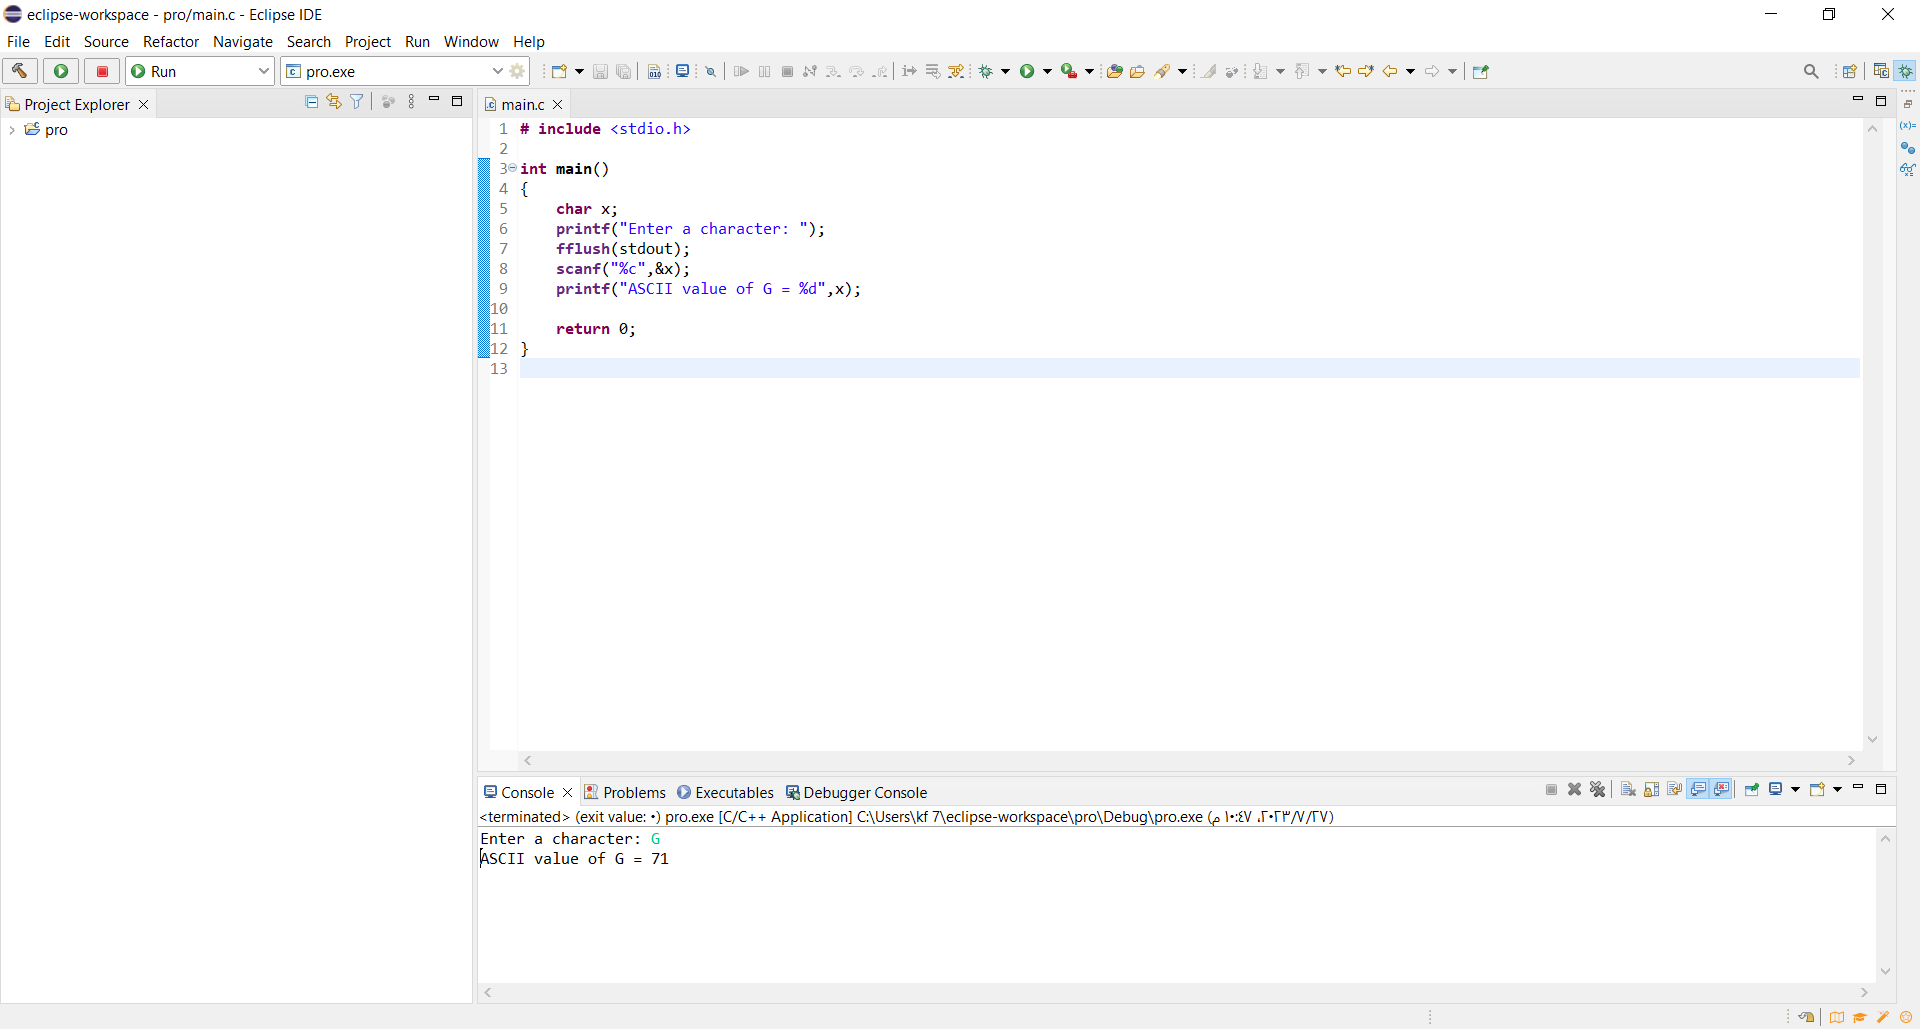 eclipse-workspace - pro/main.c - Eclipse IDE
File Edit Source Refactor Navigate Search Project Run Window Help
Run
pro.exe
Project Explorer
pro
main.c
1 # include <stdio.h>
2
3 int main()
4 {
5     char x;
6     printf("Enter a character: ");
7     fflush(stdout);
8     scanf("%c",&x);
9     printf("ASCII value of G = %d",x);
10
11     return 0;
12 }
13
Console Problems Executables Debugger Console
<terminated> (exit value: ٠) pro.exe [C/C++ Application] C:\Users\kf 7\eclipse-workspace\pro\Debug\pro.exe (٢٠٢٣/٧/٢٧، ١٠:٤٧ م)
Enter a character: G
ASCII value of G = 71